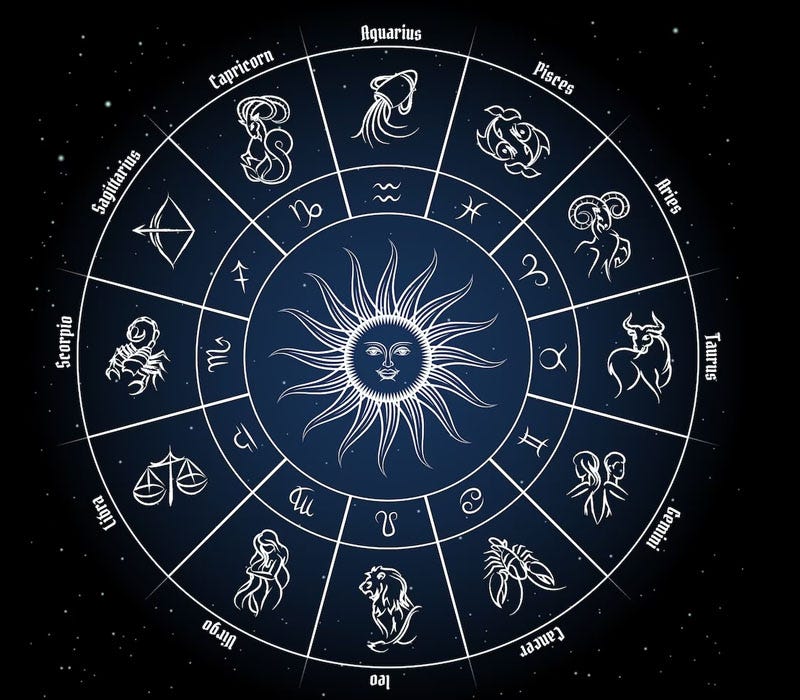 Aquarius
Pisces
Aries
Taurus
Gemini
Cancer
leo
Virgo
Libra
Scorpio
Sagittarius
Capricorn